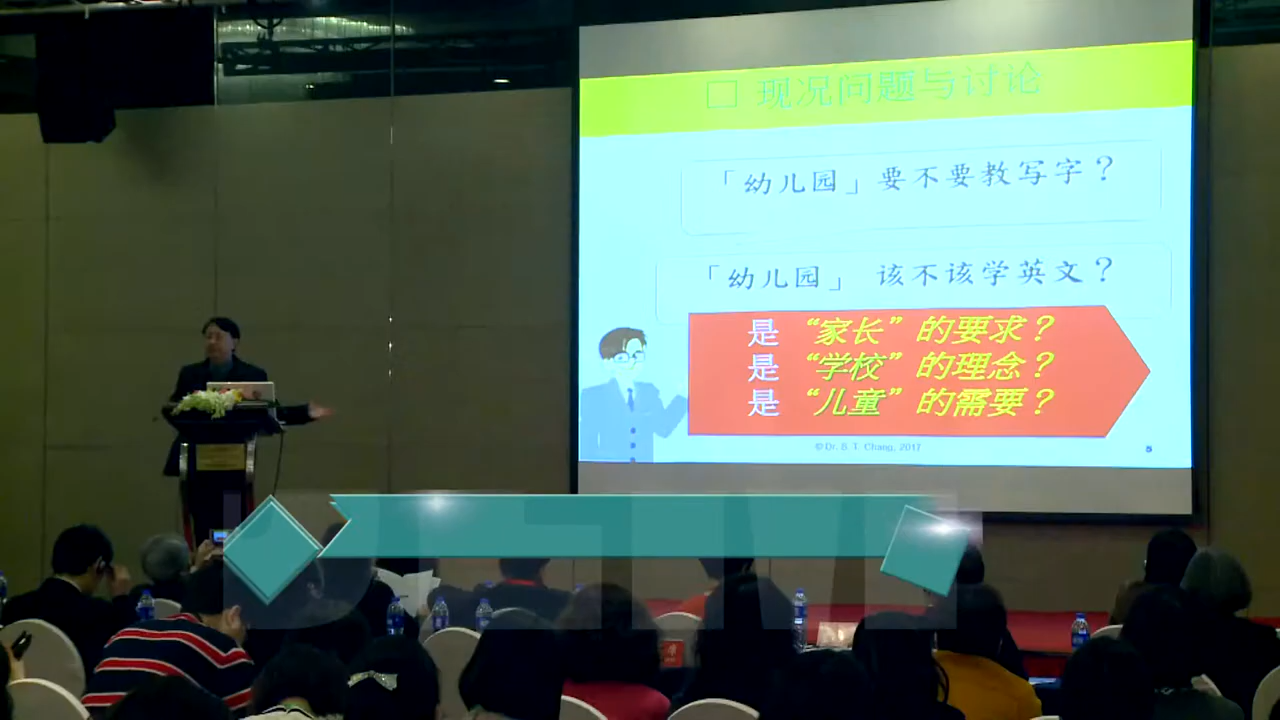 □ 现况问题与讨论
「幼儿园」要不要教写字？
「幼儿园」 该不该学英文？
是 “家长” 的要求？
是 “学校” 的理念？
是 “儿童” 的需要？
© Dr. S. T. Chang, 2017